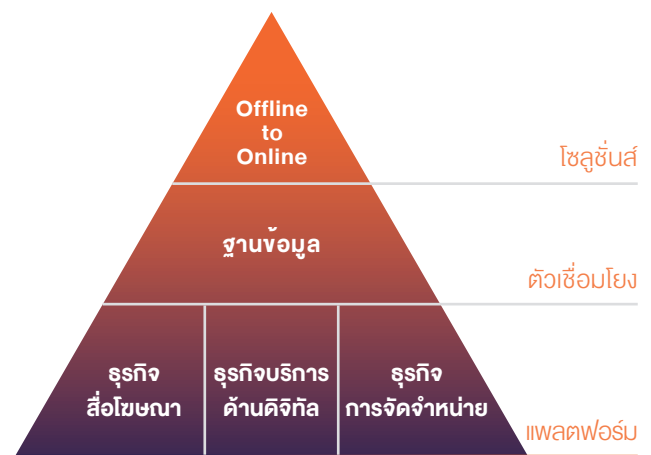 Offline
to
Online
โซลูชั่นส์
ฐานข้อมูล
ตัวเชื่อมโยง
ธุรกิจ
สื่อโฆษณา
ธุรกิจบริการ
ด้านดิจิทัล
ธุรกิจ
การจัดจำหน่าย
แพลตฟอร์ม